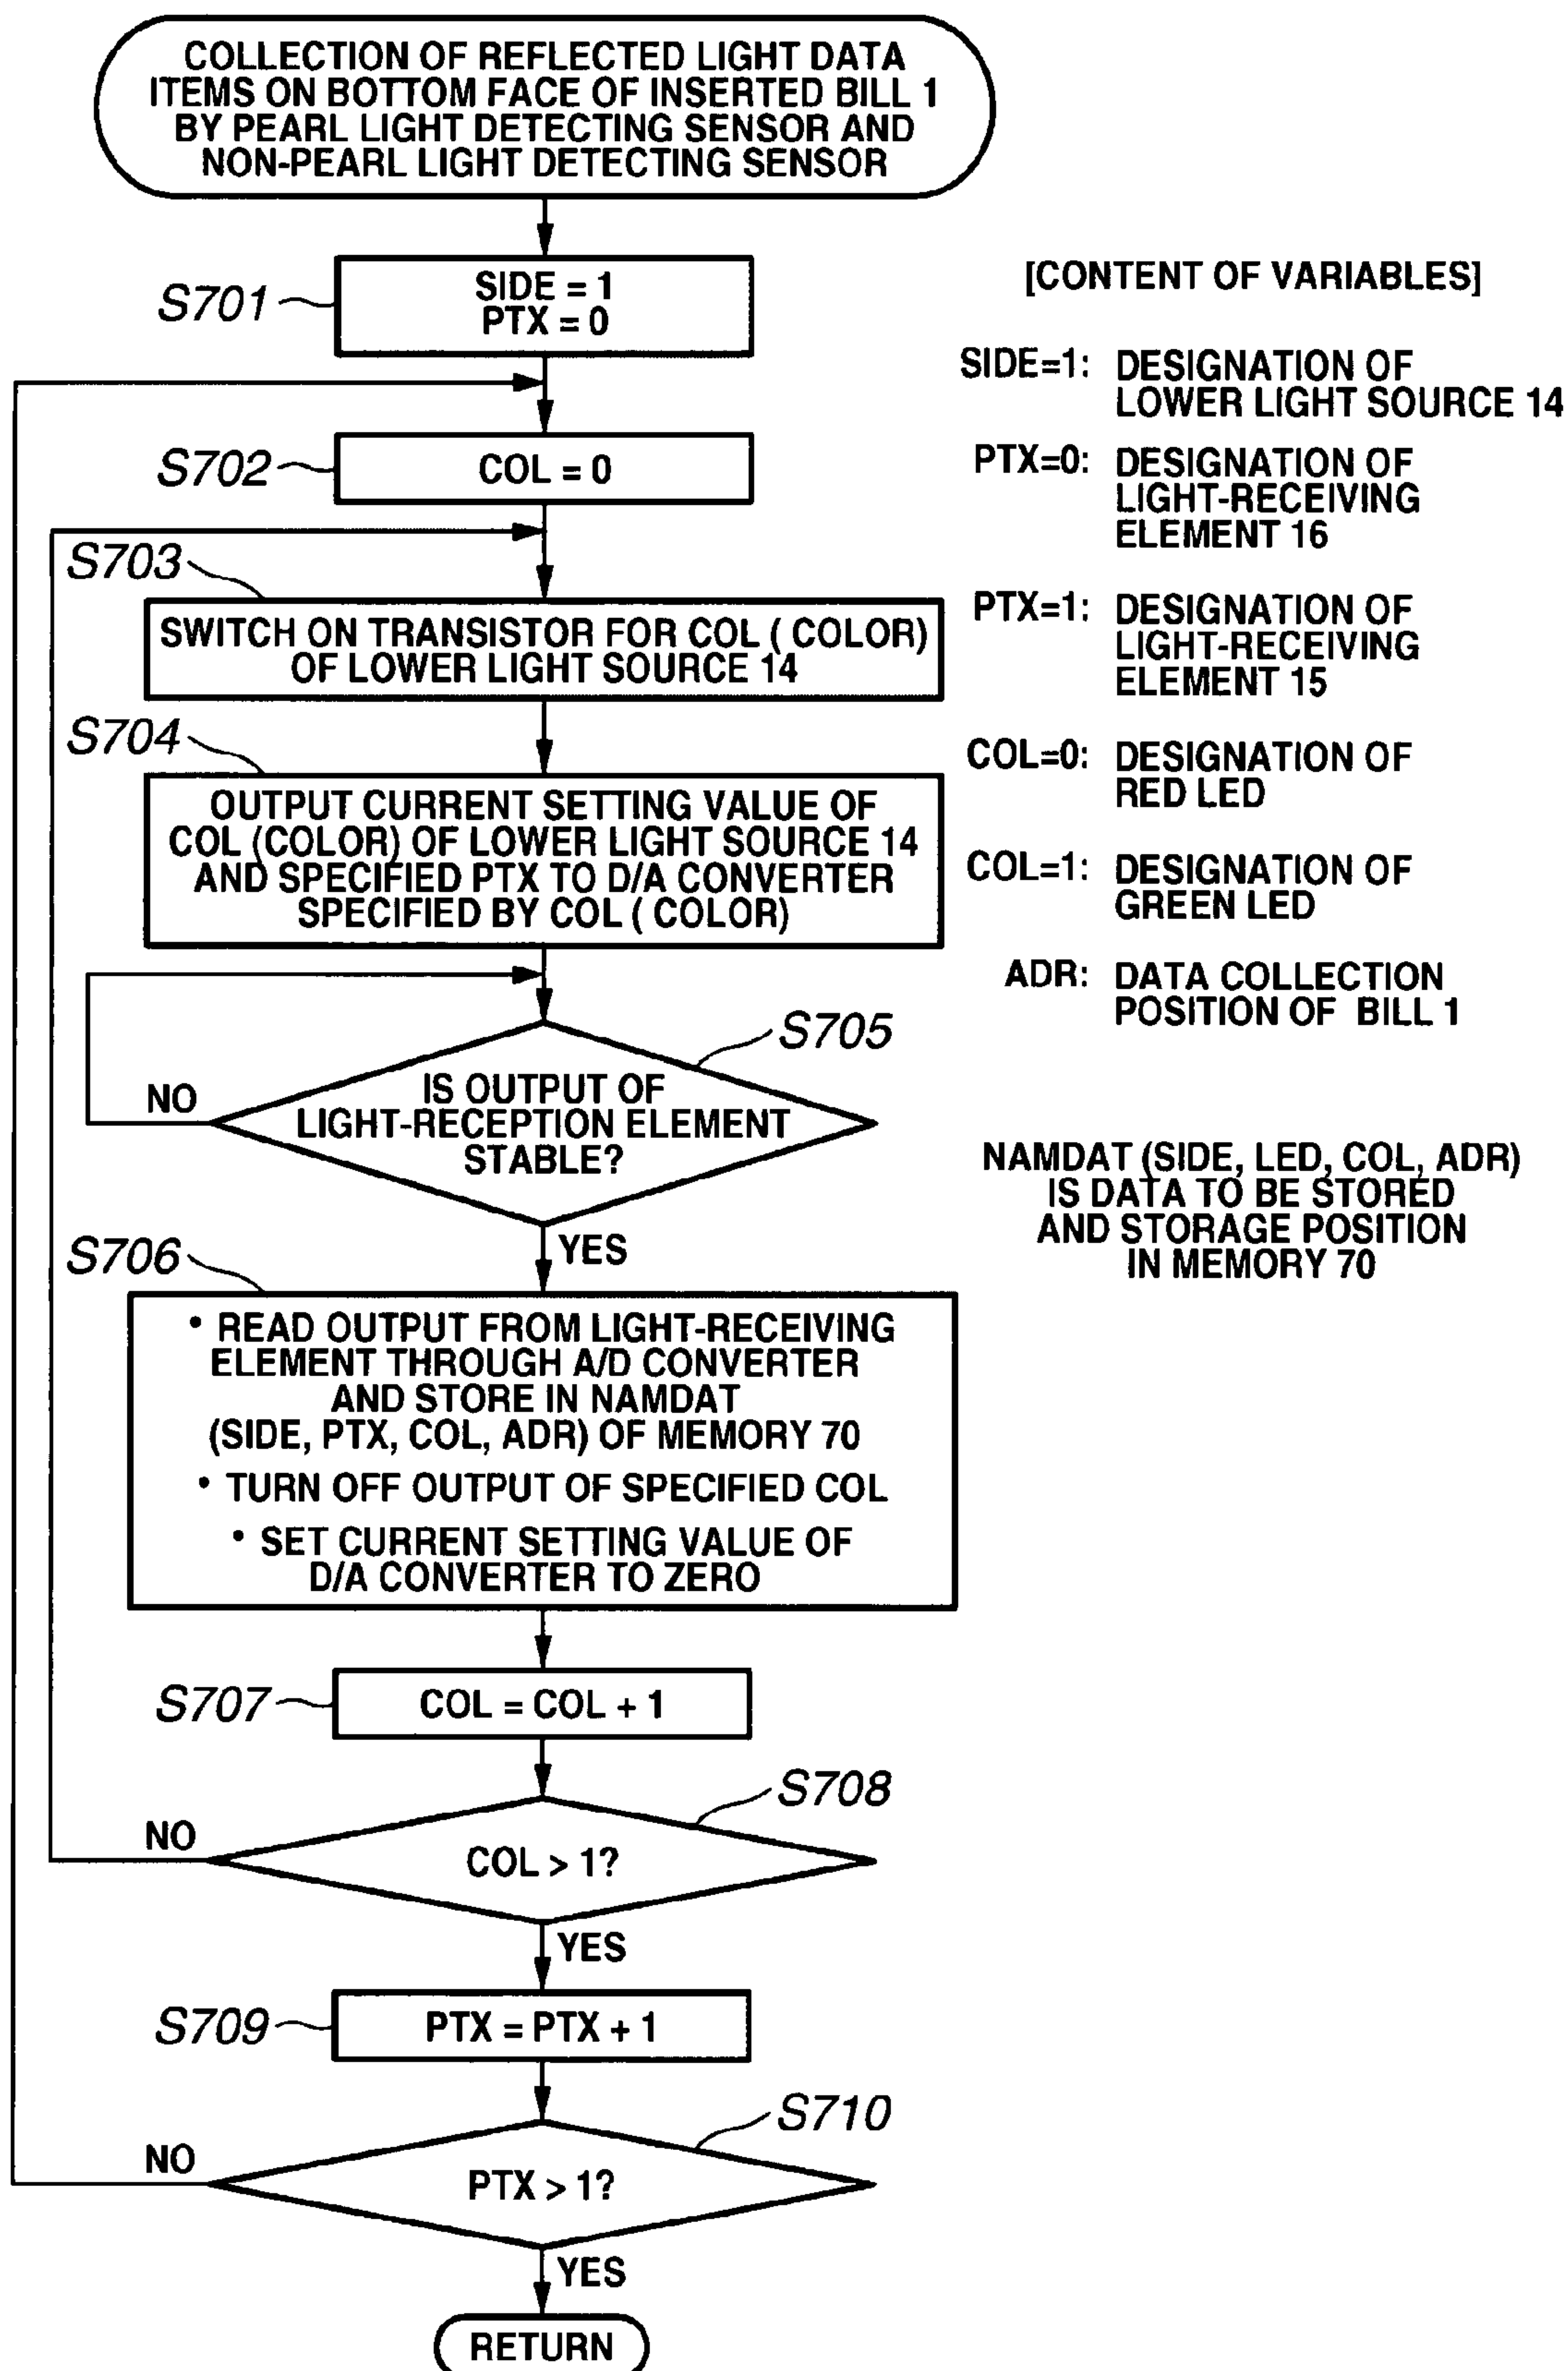 COLLECTION OF REFLECTED LIGHT DATA
ITEMS ON BOTTOM FACE OF INSERTED BILL 1
BY PEARL LIGHT DETECTING SENSOR AND
NON-PEARL LIGHT DETECTING SENSOR
S701
SIDE = 1
PTX = 0
S702
COL = 0
S703
SWITCH ON TRANSISTOR FOR COL ( COLOR)
OF LOWER LIGHT SOURCE 14
S704
OUTPUT CURRENT SETTING VALUE OF
COL (COLOR) OF LOWER LIGHT SOURCE 14
AND SPECIFIED PTX TO D/A CONVERTER
SPECIFIED BY COL ( COLOR)
S705
NO
IS OUTPUT OF
LIGHT-RECEPTION ELEMENT
STABLE?
YES
S706
• READ OUTPUT FROM LIGHT-RECEIVING
ELEMENT THROUGH A/D CONVERTER
AND STORE IN NAMDAT
(SIDE, PTX, COL, ADR) OF MEMORY 70
• TURN OFF OUTPUT OF SPECIFIED COL
• SET CURRENT SETTING VALUE OF
D/A CONVERTER TO ZERO
S707
COL = COL + 1
S708
NO
COL > 1?
YES
S709
PTX = PTX + 1
S710
NO
PTX > 1?
YES
RETURN
[CONTENT OF VARIABLES]
SIDE=1: DESIGNATION OF
LOWER LIGHT SOURCE 14
PTX=0: DESIGNATION OF
LIGHT-RECEIVING
ELEMENT 16
PTX=1: DESIGNATION OF
LIGHT-RECEIVING
ELEMENT 15
COL=0: DESIGNATION OF
RED LED
COL=1: DESIGNATION OF
GREEN LED
ADR: DATA COLLECTION
POSITION OF BILL 1
NAMDAT (SIDE, LED, COL, ADR)
IS DATA TO BE STORED
AND STORAGE POSITION
IN MEMORY 70